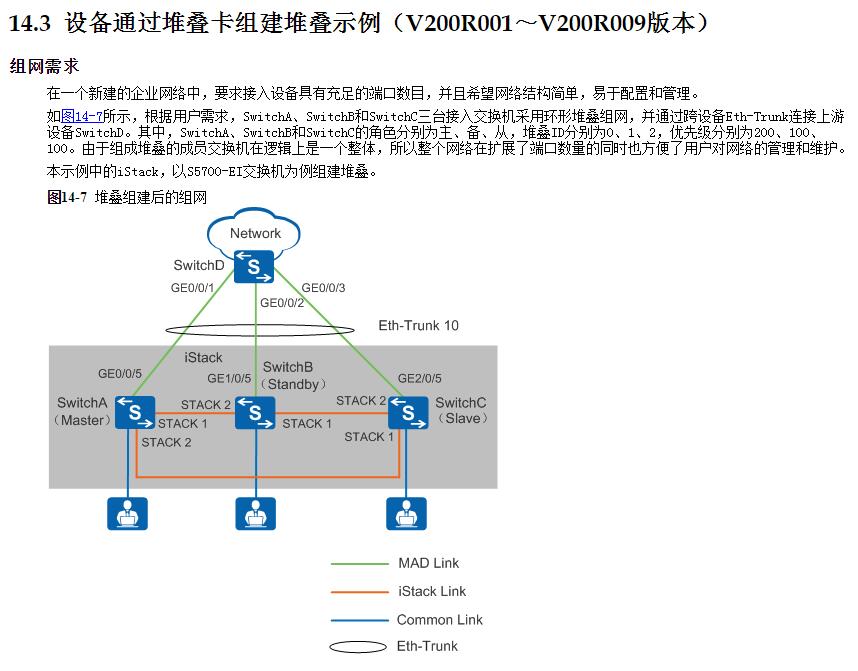 14.3 设备通过堆叠卡组建堆叠示例（V200R001～V200R009版本）
组网需求
在一个新建的企业网络中，要求接入设备具有充足的端口数目，并且希望网络结构简单，易于配置和管理。
如图14-7所示，根据用户需求，SwitchA、SwitchB和SwitchC三台接入交换机采用环形堆叠组网，并通过跨设备Eth-Trunk连接上游
设备SwitchD。其中，SwitchA、SwitchB和SwitchC的角色分别为主、备、从，堆叠ID分别为0、1、2，优先级分别为200、100、
100。由于组成堆叠的成员交换机在逻辑上是一个整体，所以整个网络在扩展了端口数量的同时也方便了用户对网络的管理和维护。
本示例中的iStack，以S5700-EI交换机为例组建堆叠。
图14-7 堆叠组建后的组网
Network
SwitchD
S
GE0/0/1
GE0/0/2
GE0/0/3
Eth-Trunk 10
iStack
GE0/0/5
GE1/0/5
SwitchB
（Standby）
GE2/0/5
SwitchA
（Master）
S
STACK 1
STACK 2
STACK 2
S
STACK 1
STACK 2
STACK 1
S
SwitchC
（Slave）
MAD Link
iStack Link
Common Link
Eth-Trunk